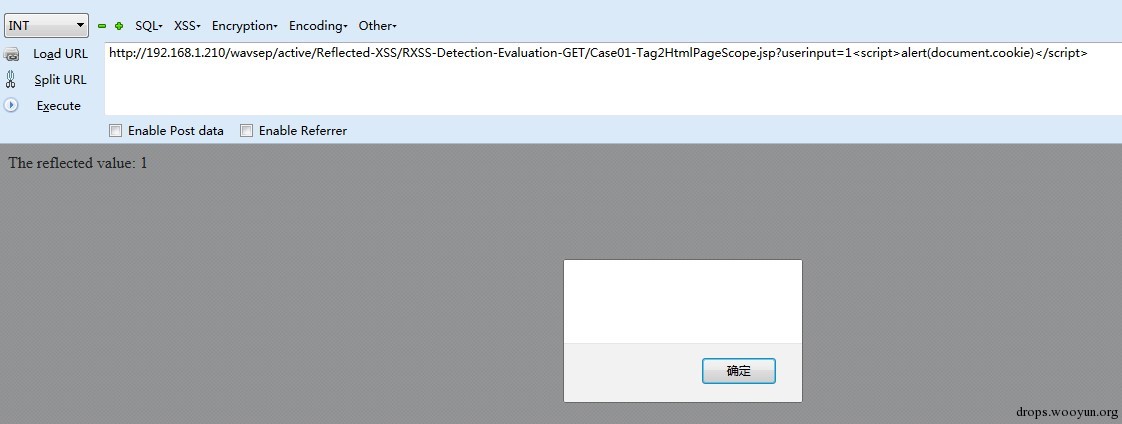 INT SQL XSS Encryption Encoding Other
Load URL
http://192.168.1.210/wavsep/active/Reflected-XSS/RXSS-Detection-Evaluation-GET/Case01-Tag2HtmlPageScope.jsp?userinput=1<script>alert(document.cookie)</script>
Split URL
Execute
Enable Post data Enable Referrer
The reflected value: 1
确定
drops.wooyun.org